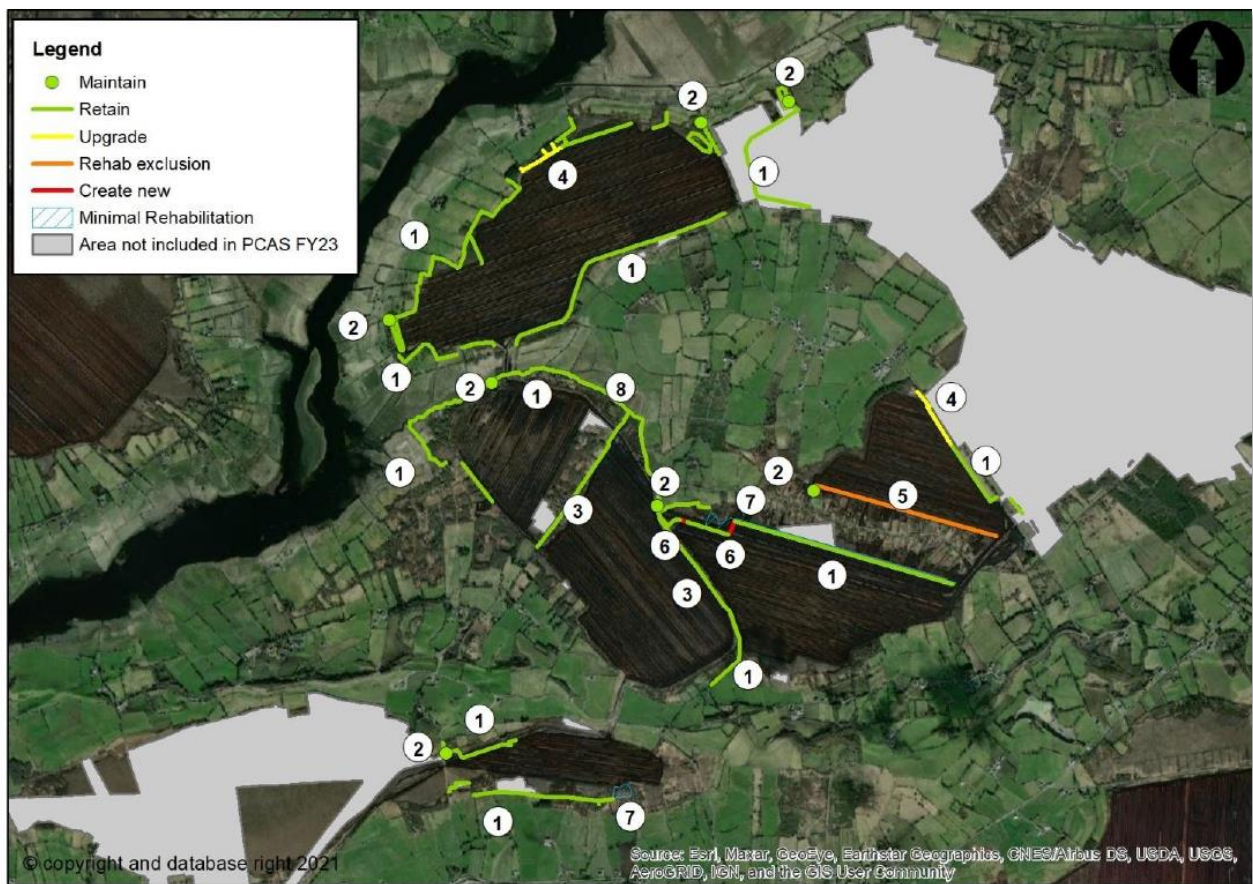 Legend
Maintain
Retain
Upgrade
Rehab exclusion
Create new
Minimal Rehabilitation
Area not included in PCAS FY23
2
2
4
1
1
1
2
1
2
1
8
4
1
2
2
1
7
5
3
6
6
1
3
1
1
2
7
1
© copyright and database right 2021
Source: Esri, Maxar, GeoEye, Earthstar Geographics, CNES/Airbus DS, USDA, USGS,
AeroGRID, IGN, and the GIS User Community